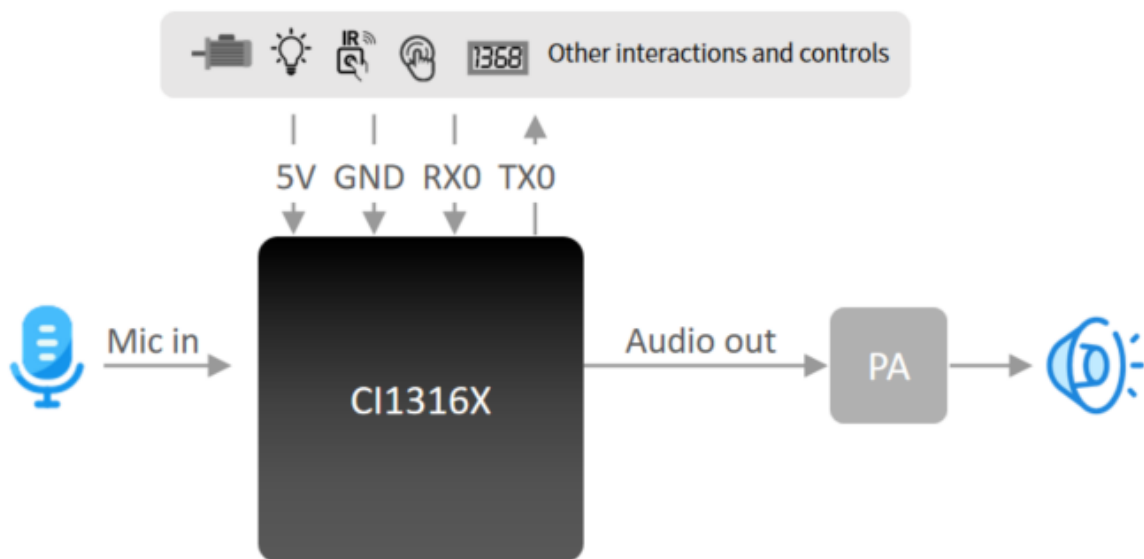 IR
1368
Other interactions and controls
5V GND RX0 TX0
Mic in
Audio out
CI1316X
PA